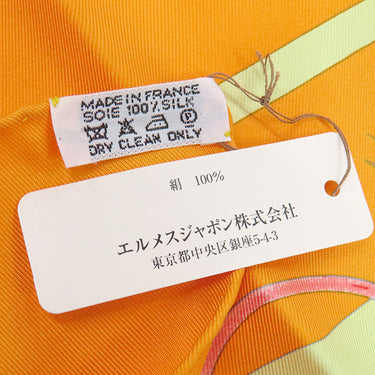 MADE IN FRANCE
SOIE 100% SILK
DRY CLEAN ONLY
絹 100%
エルメスジャポン株式会社
東京都中央区銀座5-4-3